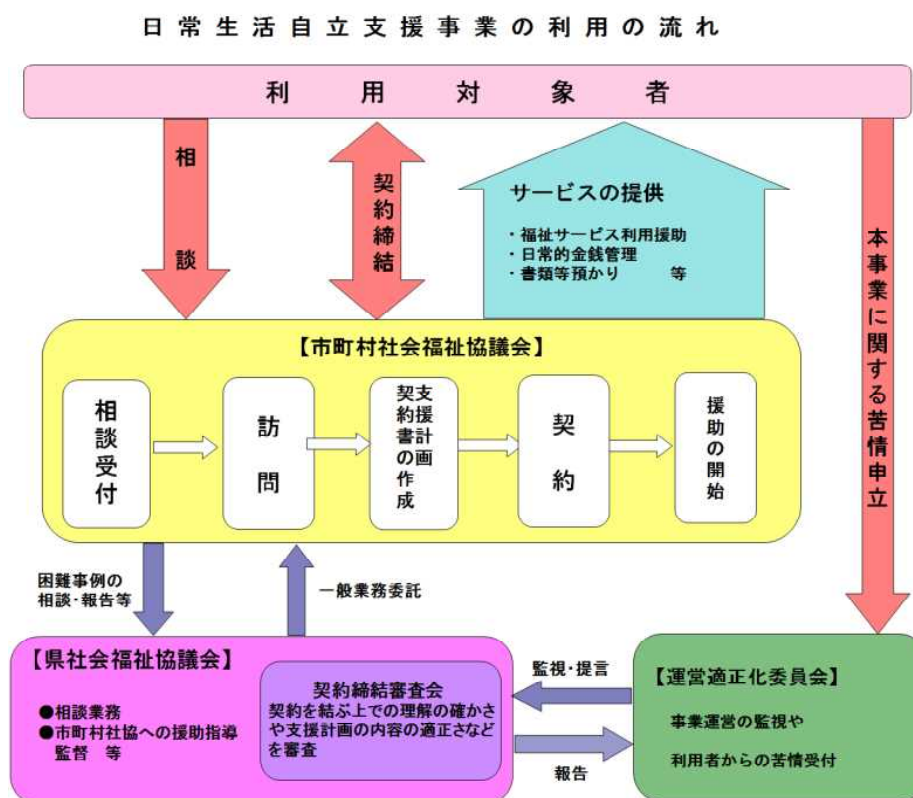 日常生活自立支援事業の利用の流れ
利用対象者
相談
契約締結
サービスの提供
・福祉サービス利用援助
・日常的金銭管理
・書類等預かり　等
本事業に関する苦情申立
【市町村社会福祉協議会】
相談受付
訪問
支援計画
契約書の作成
契約
援助の開始
困難事例の
相談・報告等
一般業務委託
【県社会福祉協議会】
●相談業務
●市町村社協への援助指導
監督　等
契約締結審査会
契約を結ぶ上での理解の確かさ
や支援計画の内容の適正さなど
を審査
監視・提言
報告
【運営適正化委員会】
事業運営の監視や
利用者からの苦情受付